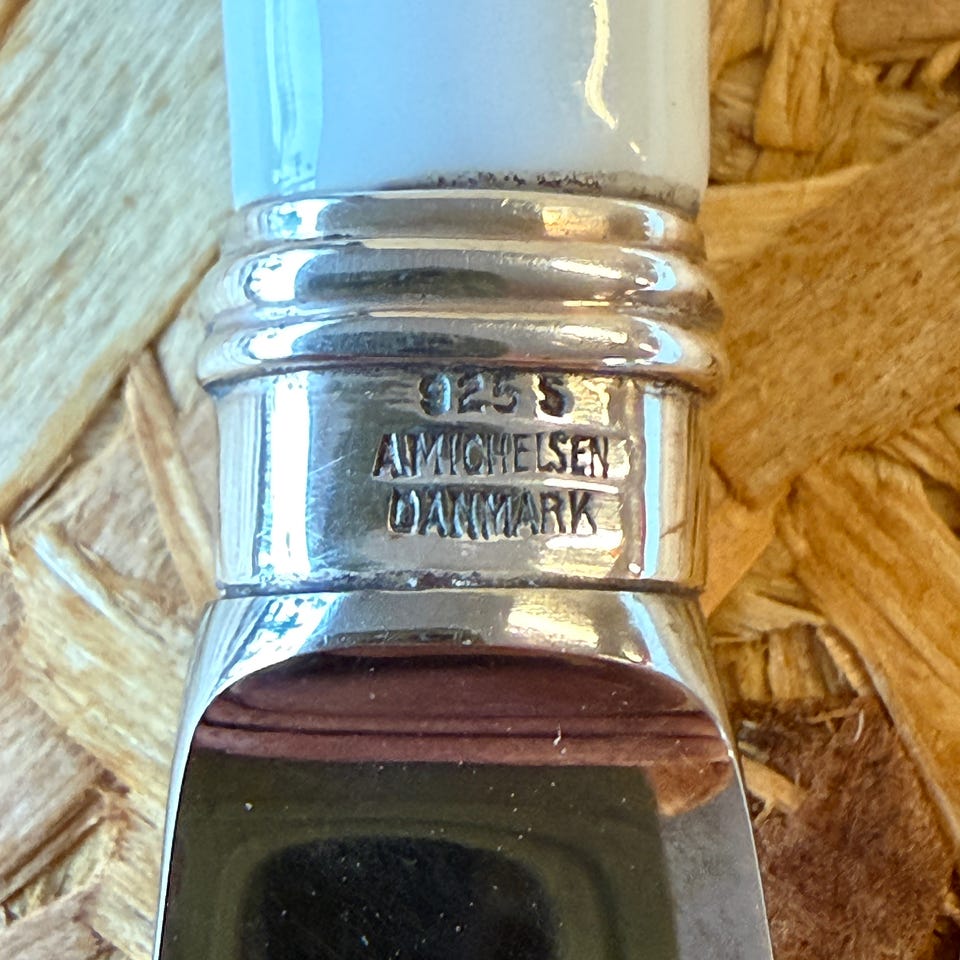 925 S
A.MICHELSEN
DANMARK